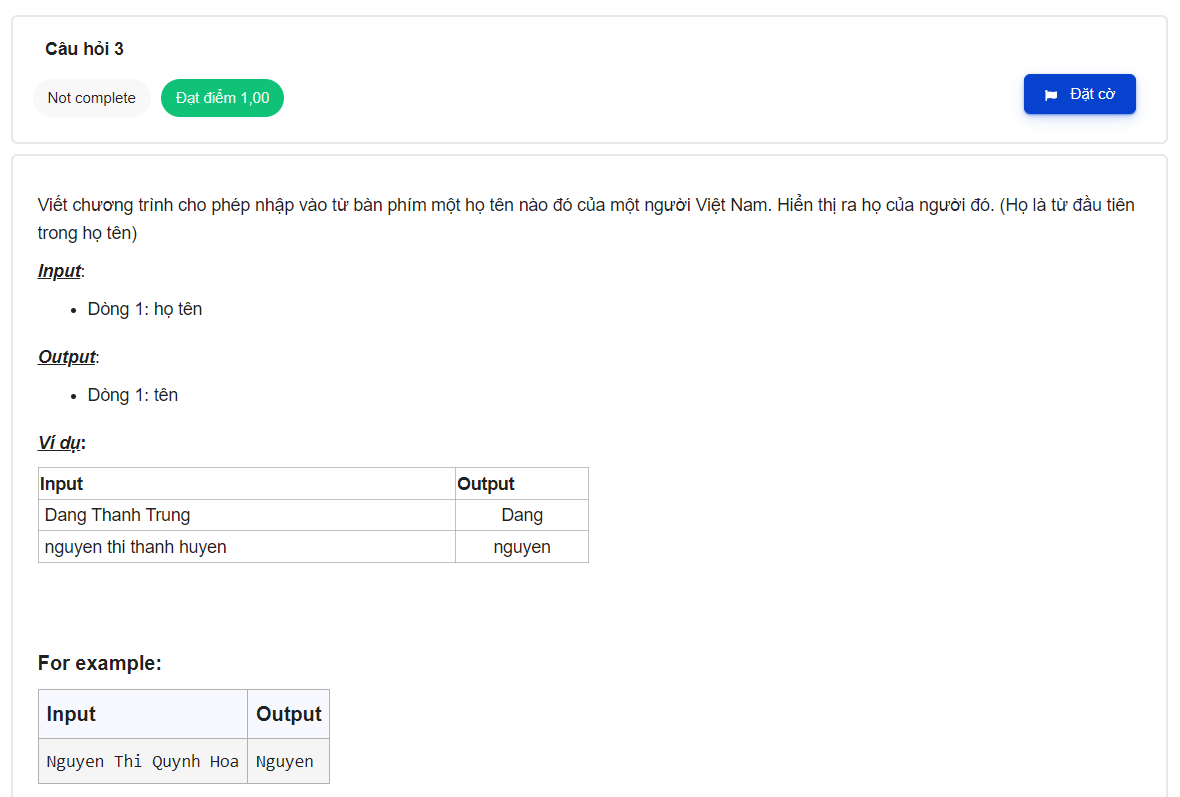 Câu hỏi 3
Not complete
Đạt điểm 1,00
Đặt cờ
Viết chương trình cho phép nhập vào từ bàn phím một họ tên nào đó của một người Việt Nam. Hiển thị ra họ của người đó. (Họ là từ đầu tiên
trong họ tên)
Input:
• Dòng 1: họ tên
Output:
• Dòng 1: tên
Ví dụ:
Input Output
Dang Thanh Trung Dang
nguyen thi thanh huyen nguyen
For example:
Input Output
Nguyen Thi Quynh Hoa Nguyen